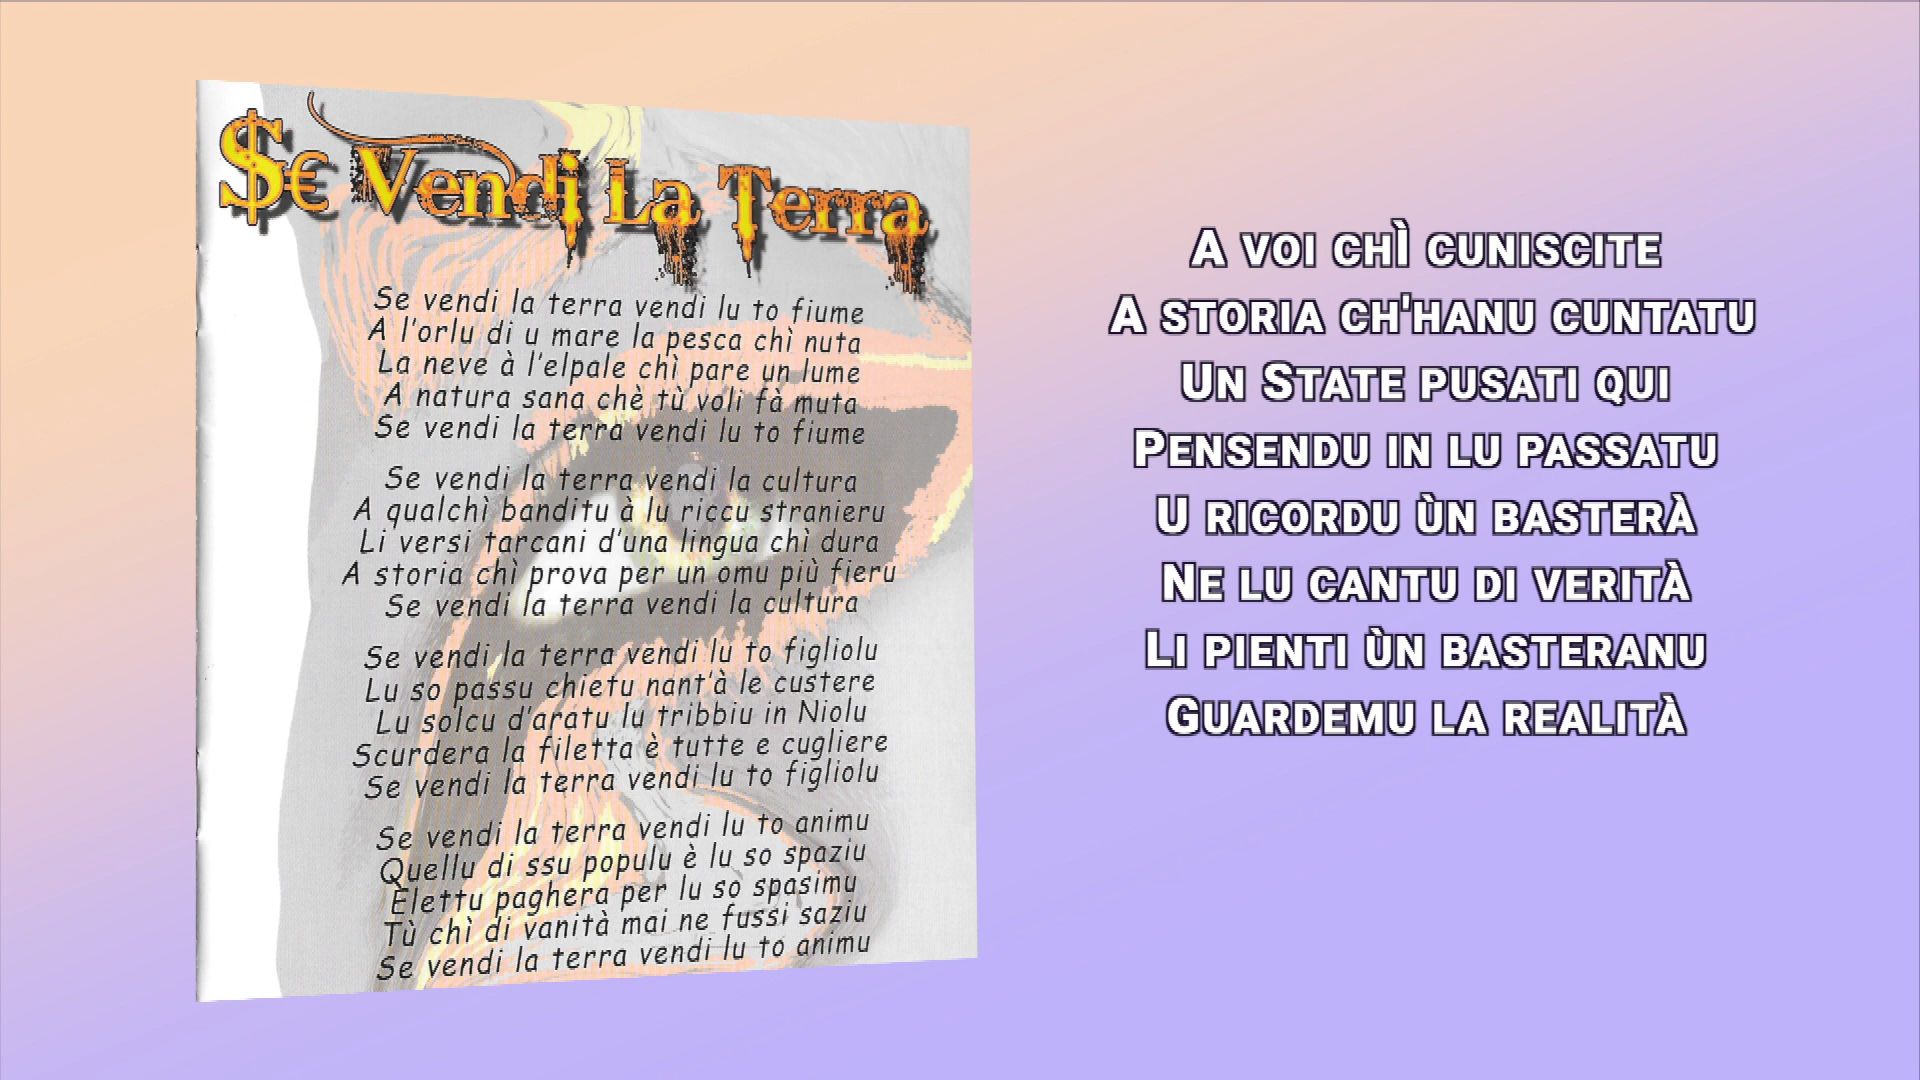 $€ Vendi La Terra
Se vendi la terra vendi lu to fiume
A l'orlu di u mare la pesca chì nuta
La neve à l'elpale chì pare un lume
A natura sana chè tù voli fà muta
Se vendi la terra vendi lu to fiume
Se vendi la terra vendi la cultura
A qualchì banditu à lu riccu stranieru
Li versi tarcani d'una lingua chì dura
A storia chì prova per un omu più fieru
Se vendi la terra vendi la cultura
Se vendi la terra vendi lu to figliolu
Lu so passu chietu nant'à le custere
Lu solcu d'aratu lu tribbiu in Niolu
Scurdera la filetta è tutte e cugliere
Se vendi la terra vendi lu to figliolu
Se vendi la terra vendi lu to animu
Quellu di ssu populu è lu so spaziu
Elettu paghera per lu so spasimu
Tù chì di vanità mai ne fussi saziu
Se vendi la terra vendi lu to animu
A VOI CHÌ CUNISCITE
A STORIA CH'HANU CUNTATU
UN STATE PUSATI QUI
PENSENDU IN LU PASSATU
U RICORDU ÙN BASTERÀ
NE LU CANTU DI VERITÀ
LI PIENTI ÙN BASTERANU
GUARDEMU LA REALITÀ